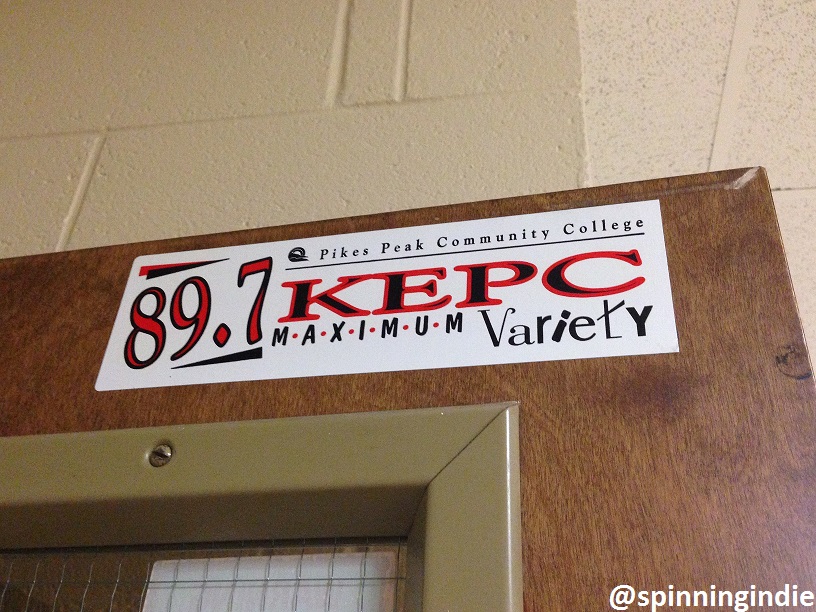 Pikes Peak Community College
89.7 KEPC
M·A·X·I·M·U·M Variety
@spinningindie